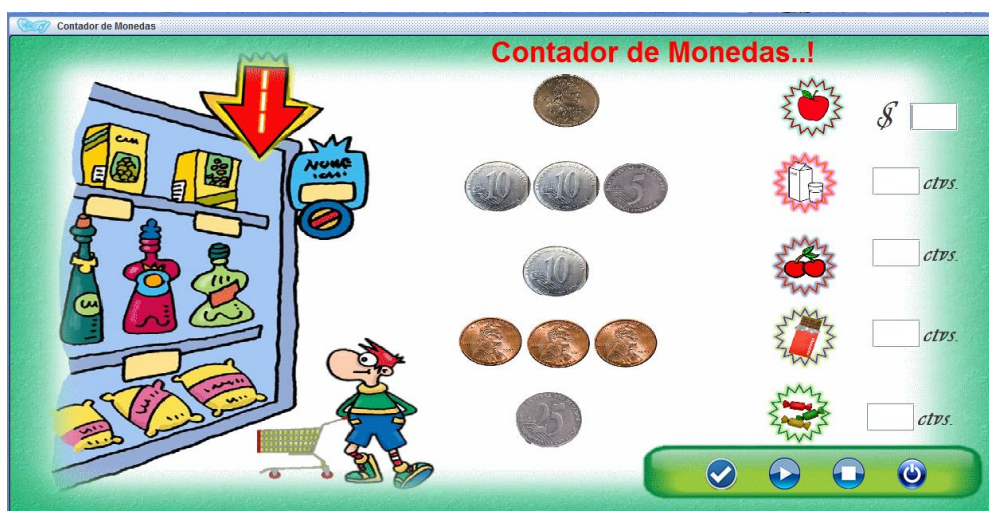 Contador de Monedas
Contador de Monedas..!
$
10 10 5
ctvs.
10
ctvs.
ctvs.
25
ctvs.